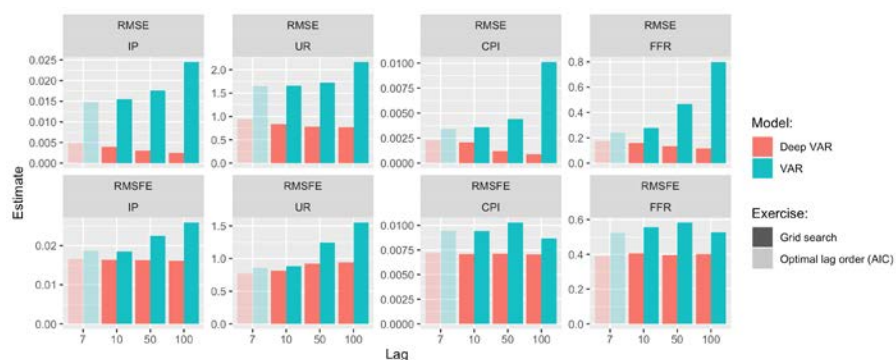 RMSE RMSE RMSE RMSE
IP UR CPI FFR
0.025 0.020 0.015 0.010 0.005 0.000
2.0 1.5 1.0 0.5 0.0
0.0100 0.0075 0.0050 0.0025 0.0000
0.8 0.6 0.4 0.2 0.0
Estimate
RMSFE RMSFE RMSFE RMSFE
IP UR CPI FFR
0.02 0.01 0.00
1.5 1.0 0.5 0.0
0.0100 0.0075 0.0050 0.0025 0.0000
0.6 0.4 0.2 0.0
7 10 50 100 7 10 50 100 7 10 50 100 7 10 50 100
Lag
Model:
Deep VAR
VAR
Exercise:
Grid search
Optimal lag order (AIC)